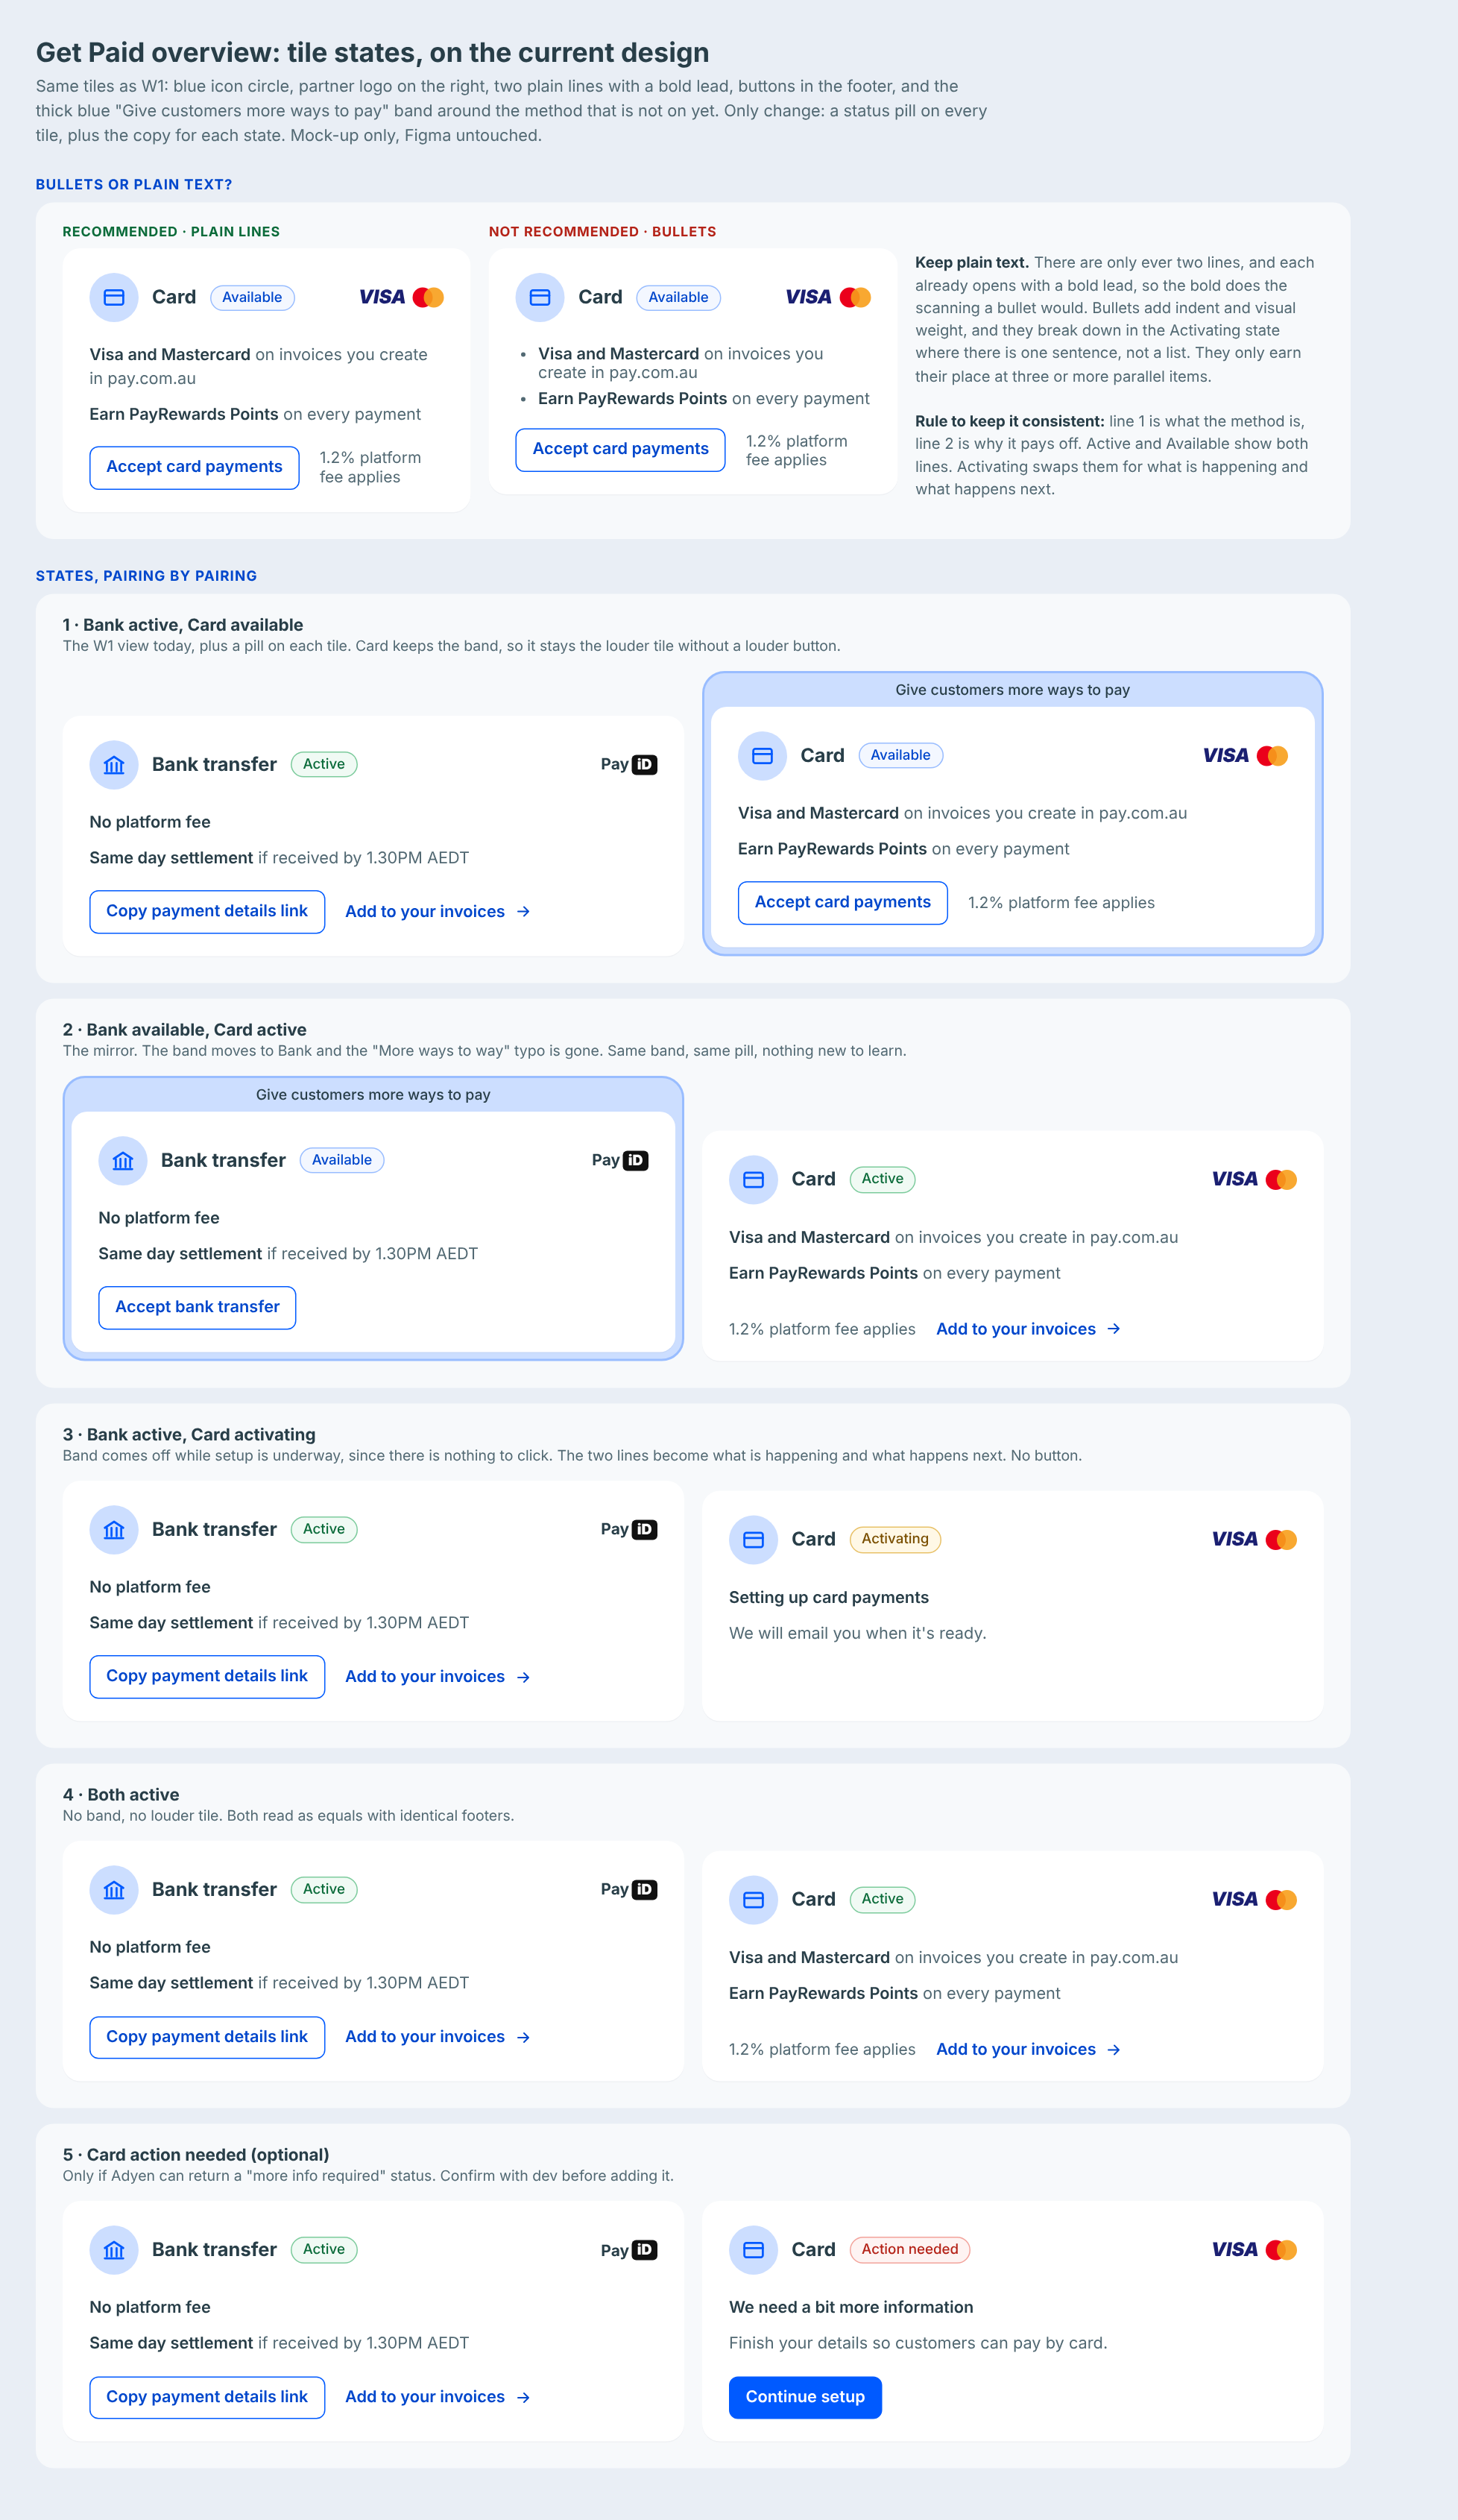 Get Paid overview: tile states, on the current design
Same tiles as W1: blue icon circle, partner logo on the right, two plain lines with a bold lead, buttons in the footer, and the
thick blue "Give customers more ways to pay" band around the method that is not on yet. Only change: a status pill on every
tile, plus the copy for each state. Mock-up only, Figma untouched.
BULLETS OR PLAIN TEXT?
RECOMMENDED · PLAIN LINES
Card Available VISA
Visa and Mastercard on invoices you create
in pay.com.au
Earn PayRewards Points on every payment
Accept card payments
1.2% platform
fee applies
NOT RECOMMENDED · BULLETS
Card Available VISA
• Visa and Mastercard on invoices you
create in pay.com.au
• Earn PayRewards Points on every payment
Accept card payments
1.2% platform
fee applies
Keep plain text. There are only ever two lines, and each
already opens with a bold lead, so the bold does the
scanning a bullet would. Bullets add indent and visual
weight, and they break down in the Activating state
where there is one sentence, not a list. They only earn
their place at three or more parallel items.
Rule to keep it consistent: line 1 is what the method is,
line 2 is why it pays off. Active and Available show both
lines. Activating swaps them for what is happening and
what happens next.
STATES, PAIRING BY PAIRING
1 · Bank active, Card available
The W1 view today, plus a pill on each tile. Card keeps the band, so it stays the louder tile without a louder button.
Bank transfer Active Pay iD
No platform fee
Same day settlement if received by 1.30PM AEDT
Copy payment details link Add to your invoices →
Give customers more ways to pay
Card Available VISA
Visa and Mastercard on invoices you create in pay.com.au
Earn PayRewards Points on every payment
Accept card payments 1.2% platform fee applies
2 · Bank available, Card active
The mirror. The band moves to Bank and the "More ways to way" typo is gone. Same band, same pill, nothing new to learn.
Give customers more ways to pay
Bank transfer Available Pay iD
No platform fee
Same day settlement if received by 1.30PM AEDT
Accept bank transfer
Card Active VISA
Visa and Mastercard on invoices you create in pay.com.au
Earn PayRewards Points on every payment
1.2% platform fee applies Add to your invoices →
3 · Bank active, Card activating
Band comes off while setup is underway, since there is nothing to click. The two lines become what is happening and what happens next. No button.
Bank transfer Active Pay iD
No platform fee
Same day settlement if received by 1.30PM AEDT
Copy payment details link Add to your invoices →
Card Activating VISA
Setting up card payments
We will email you when it's ready.
4 · Both active
No band, no louder tile. Both read as equals with identical footers.
Bank transfer Active Pay iD
No platform fee
Same day settlement if received by 1.30PM AEDT
Copy payment details link Add to your invoices →
Card Active VISA
Visa and Mastercard on invoices you create in pay.com.au
Earn PayRewards Points on every payment
1.2% platform fee applies Add to your invoices →
5 · Card action needed (optional)
Only if Adyen can return a "more info required" status. Confirm with dev before adding it.
Bank transfer Active Pay iD
No platform fee
Same day settlement if received by 1.30PM AEDT
Copy payment details link Add to your invoices →
Card Action needed VISA
We need a bit more information
Finish your details so customers can pay by card.
Continue setup